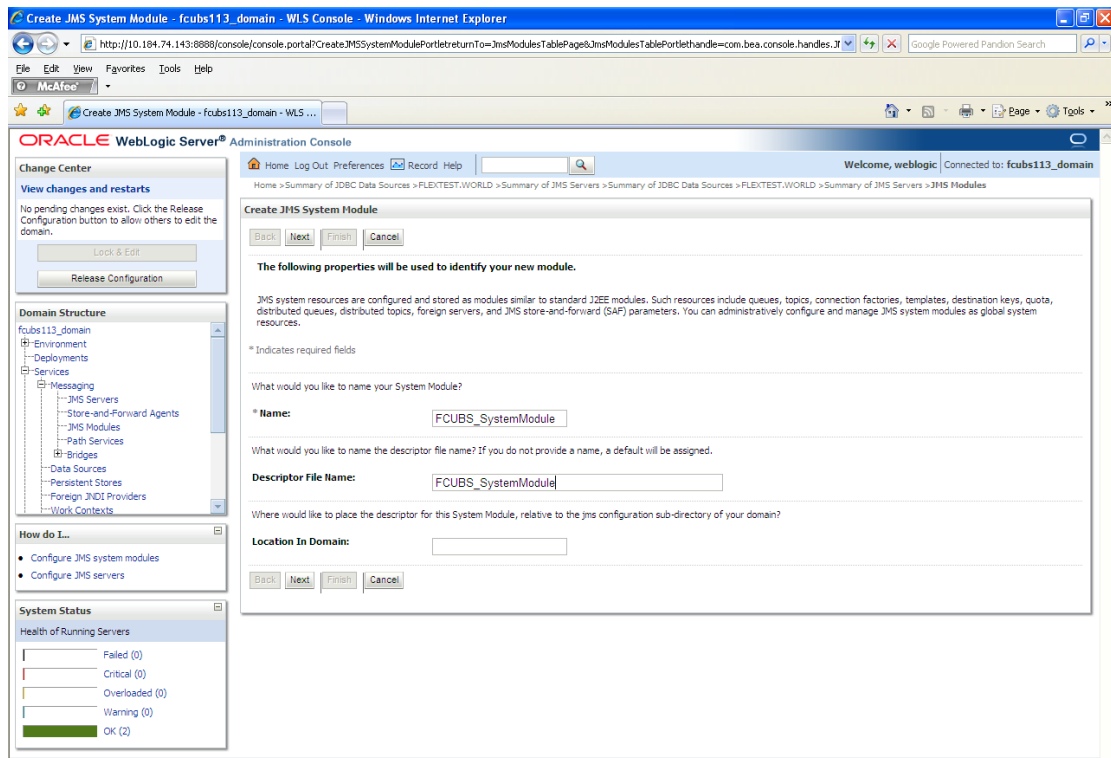 Create JMS System Module - fcubs113_domain - WLS Console - Windows Internet Explorer
http://10.184.74.143:8888/console/console.portal?CreateJMSSystemModulePortletreturnTo=JmsModulesTablePage&JmsModulesTablePortlethandle=com.bea.console.handles.JM
Google Powered Pandion Search
File Edit View Favorites Tools Help
McAfee
Create JMS System Module - fcubs113_domain - WLS ...
Page Tools
ORACLE WebLogic Server® Administration Console
Change Center
View changes and restarts
No pending changes exist. Click the Release
Configuration button to allow others to edit the
domain.
Lock & Edit
Release Configuration
Domain Structure
fcubs113_domain
Environment
Deployments
Services
Messaging
JMS Servers
Store-and-Forward Agents
JMS Modules
Path Services
Bridges
Data Sources
Persistent Stores
Foreign JNDI Providers
Work Contexts
How do I...
Configure JMS system modules
Configure JMS servers
System Status
Health of Running Servers
Failed (0)
Critical (0)
Overloaded (0)
Warning (0)
OK (2)
Home Log Out Preferences Record Help
Welcome, weblogic Connected to: fcubs113_domain
Home >Summary of JDBC Data Sources >FLEXTEST.WORLD >Summary of JMS Servers >Summary of JDBC Data Sources >FLEXTEST.WORLD >Summary of JMS Servers >JMS Modules
Create JMS System Module
Back Next Finish Cancel
The following properties will be used to identify your new module.
JMS system resources are configured and stored as modules similar to standard J2EE modules. Such resources include queues, topics, connection factories, templates, destination keys, quota,
distributed queues, distributed topics, foreign servers, and JMS store-and-forward (SAF) parameters. You can administratively configure and manage JMS system modules as global system
resources.
* Indicates required fields
What would you like to name your System Module?
* Name: FCUBS_SystemModule
What would you like to name the descriptor file name? If you do not provide a name, a default will be assigned.
Descriptor File Name: FCUBS_SystemModule
Where would like to place the descriptor for this System Module, relative to the jms configuration sub-directory of your domain?
Location In Domain:
Back Next Finish Cancel